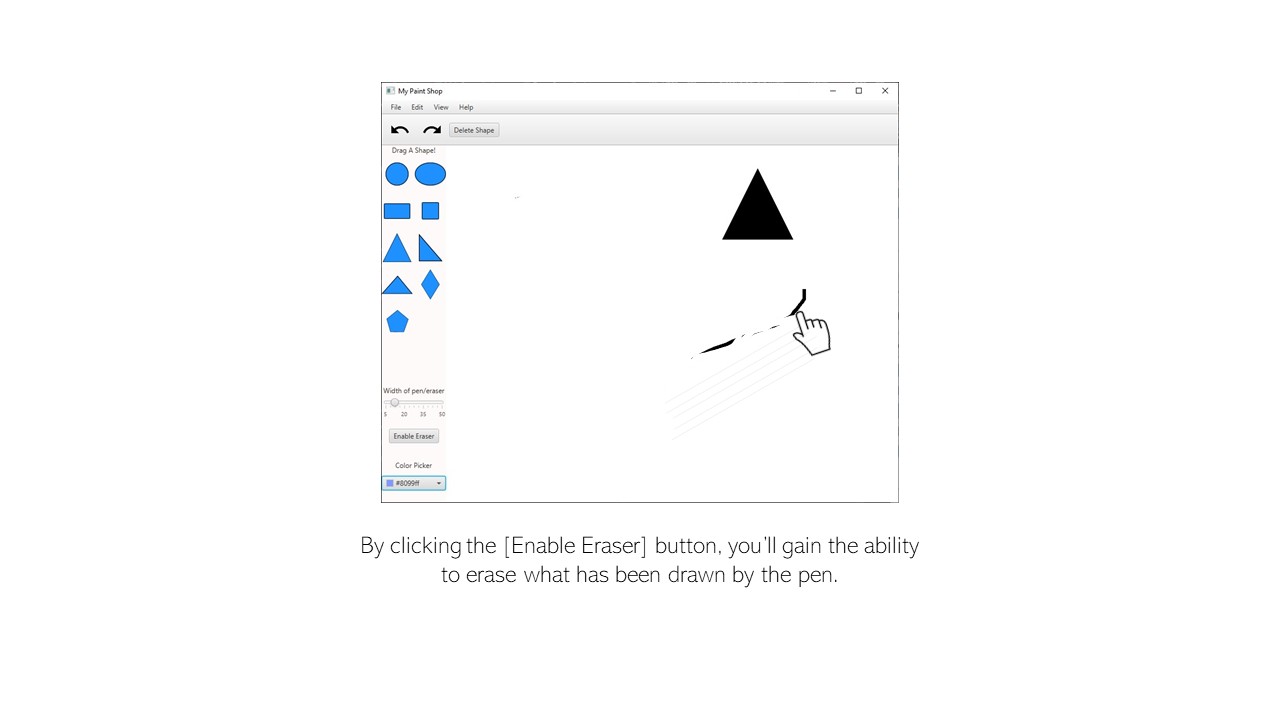 My Paint Shop
File Edit View Help
Delete Shape
Drag A Shape!
Width of pen/eraser
5 20 35 50
Enable Eraser
Color Picker
#8099ff
By clicking the [Enable Eraser] button, you'll gain the ability
to erase what has been drawn by the pen.